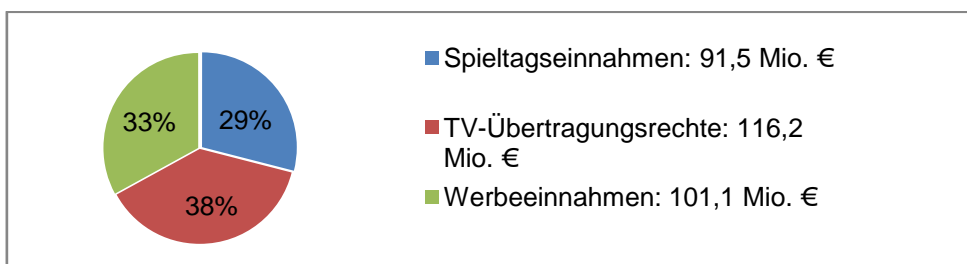 Spieltagseinnahmen: 91,5 Mio. €
33%
29%
TV-Übertragungsrechte: 116,2
Mio. €
38%
Werbeeinnahmen: 101,1 Mio. €